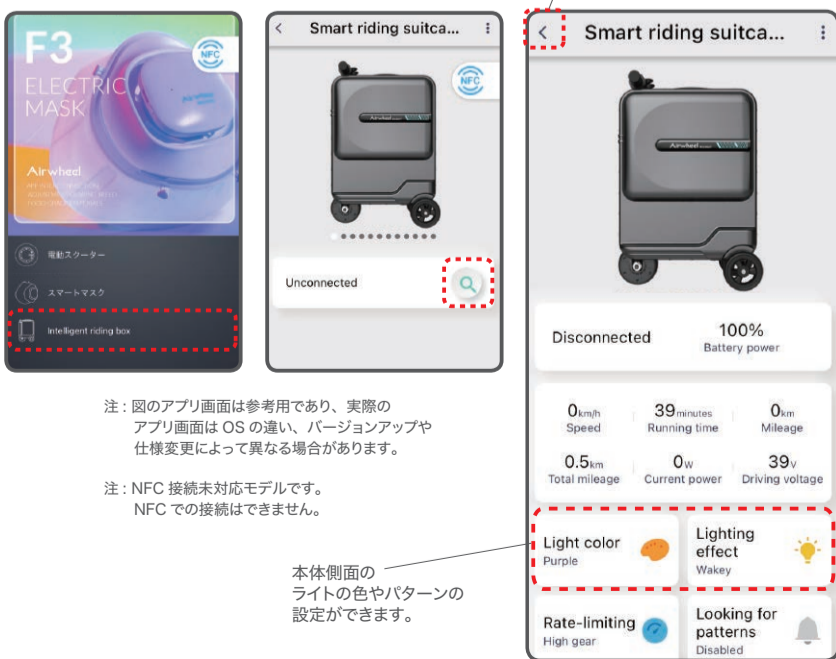 F3
NFC
ELECTRIC
MASK
Airwheel
電動スクーター
スマートマスク
Intelligent riding box
Smart riding suitca...
NFC
Airwheel
Unconnected
注 : 図のアプリ画面は参考用であり、実際の
アプリ画面は OS の違い、バージョンアップや
仕様変更によって異なる場合があります。
注 : NFC 接続未対応モデルです。
NFC での接続はできません。
本体側面の
ライトの色やパターンの
設定ができます。
Smart riding suitca...
Airwheel
Disconnected
100%
Battery power
0km/h
Speed
39minutes
Running time
0km
Mileage
0.5km
Total mileage
0w
Current power
39v
Driving voltage
Light color
Purple
Lighting
effect
Wakey
Rate-limiting
High gear
Looking for
patterns
Disabled